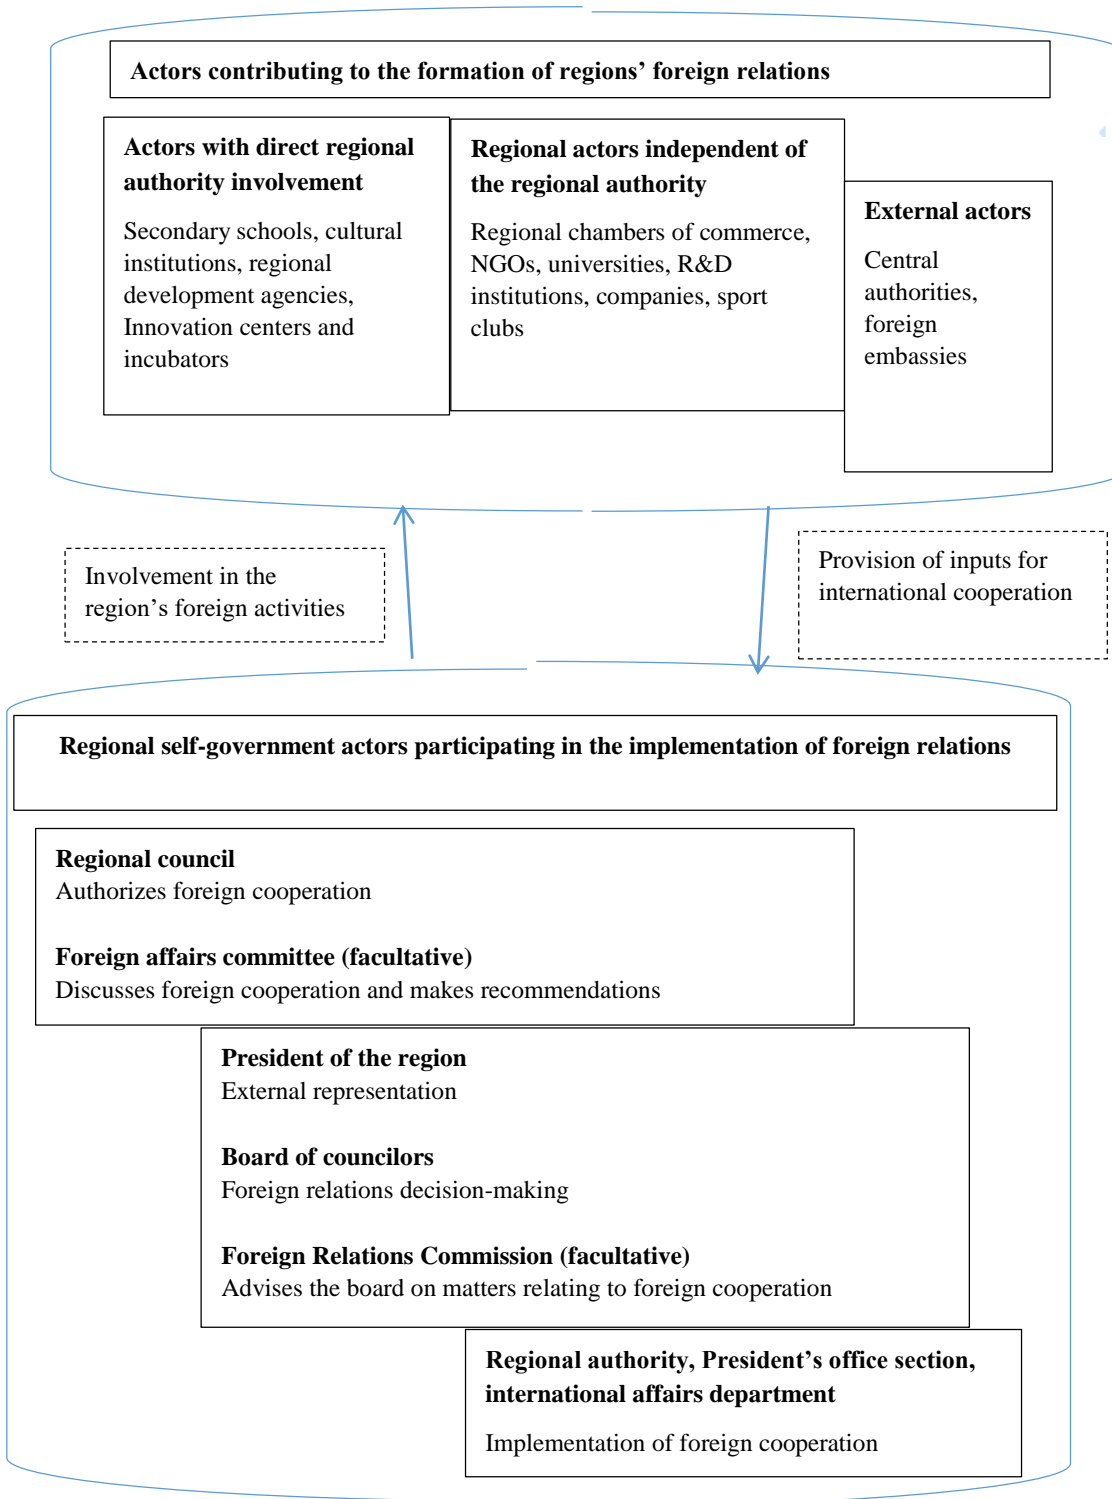 Actors contributing to the formation of regions’ foreign relations
Actors with direct regional
authority involvement
Secondary schools, cultural
institutions, regional
development agencies,
Innovation centers and
incubators
Regional actors independent of
the regional authority
Regional chambers of commerce,
NGOs, universities, R&D
institutions, companies, sport
clubs
External actors
Central
authorities,
foreign
embassies
Involvement in the
region’s foreign activities
Provision of inputs for
international cooperation
Regional self-government actors participating in the implementation of foreign relations
Regional council
Authorizes foreign cooperation
Foreign affairs committee (facultative)
Discusses foreign cooperation and makes recommendations
President of the region
External representation
Board of councilors
Foreign relations decision-making
Foreign Relations Commission (facultative)
Advises the board on matters relating to foreign cooperation
Regional authority, President’s office section,
international affairs department
Implementation of foreign cooperation